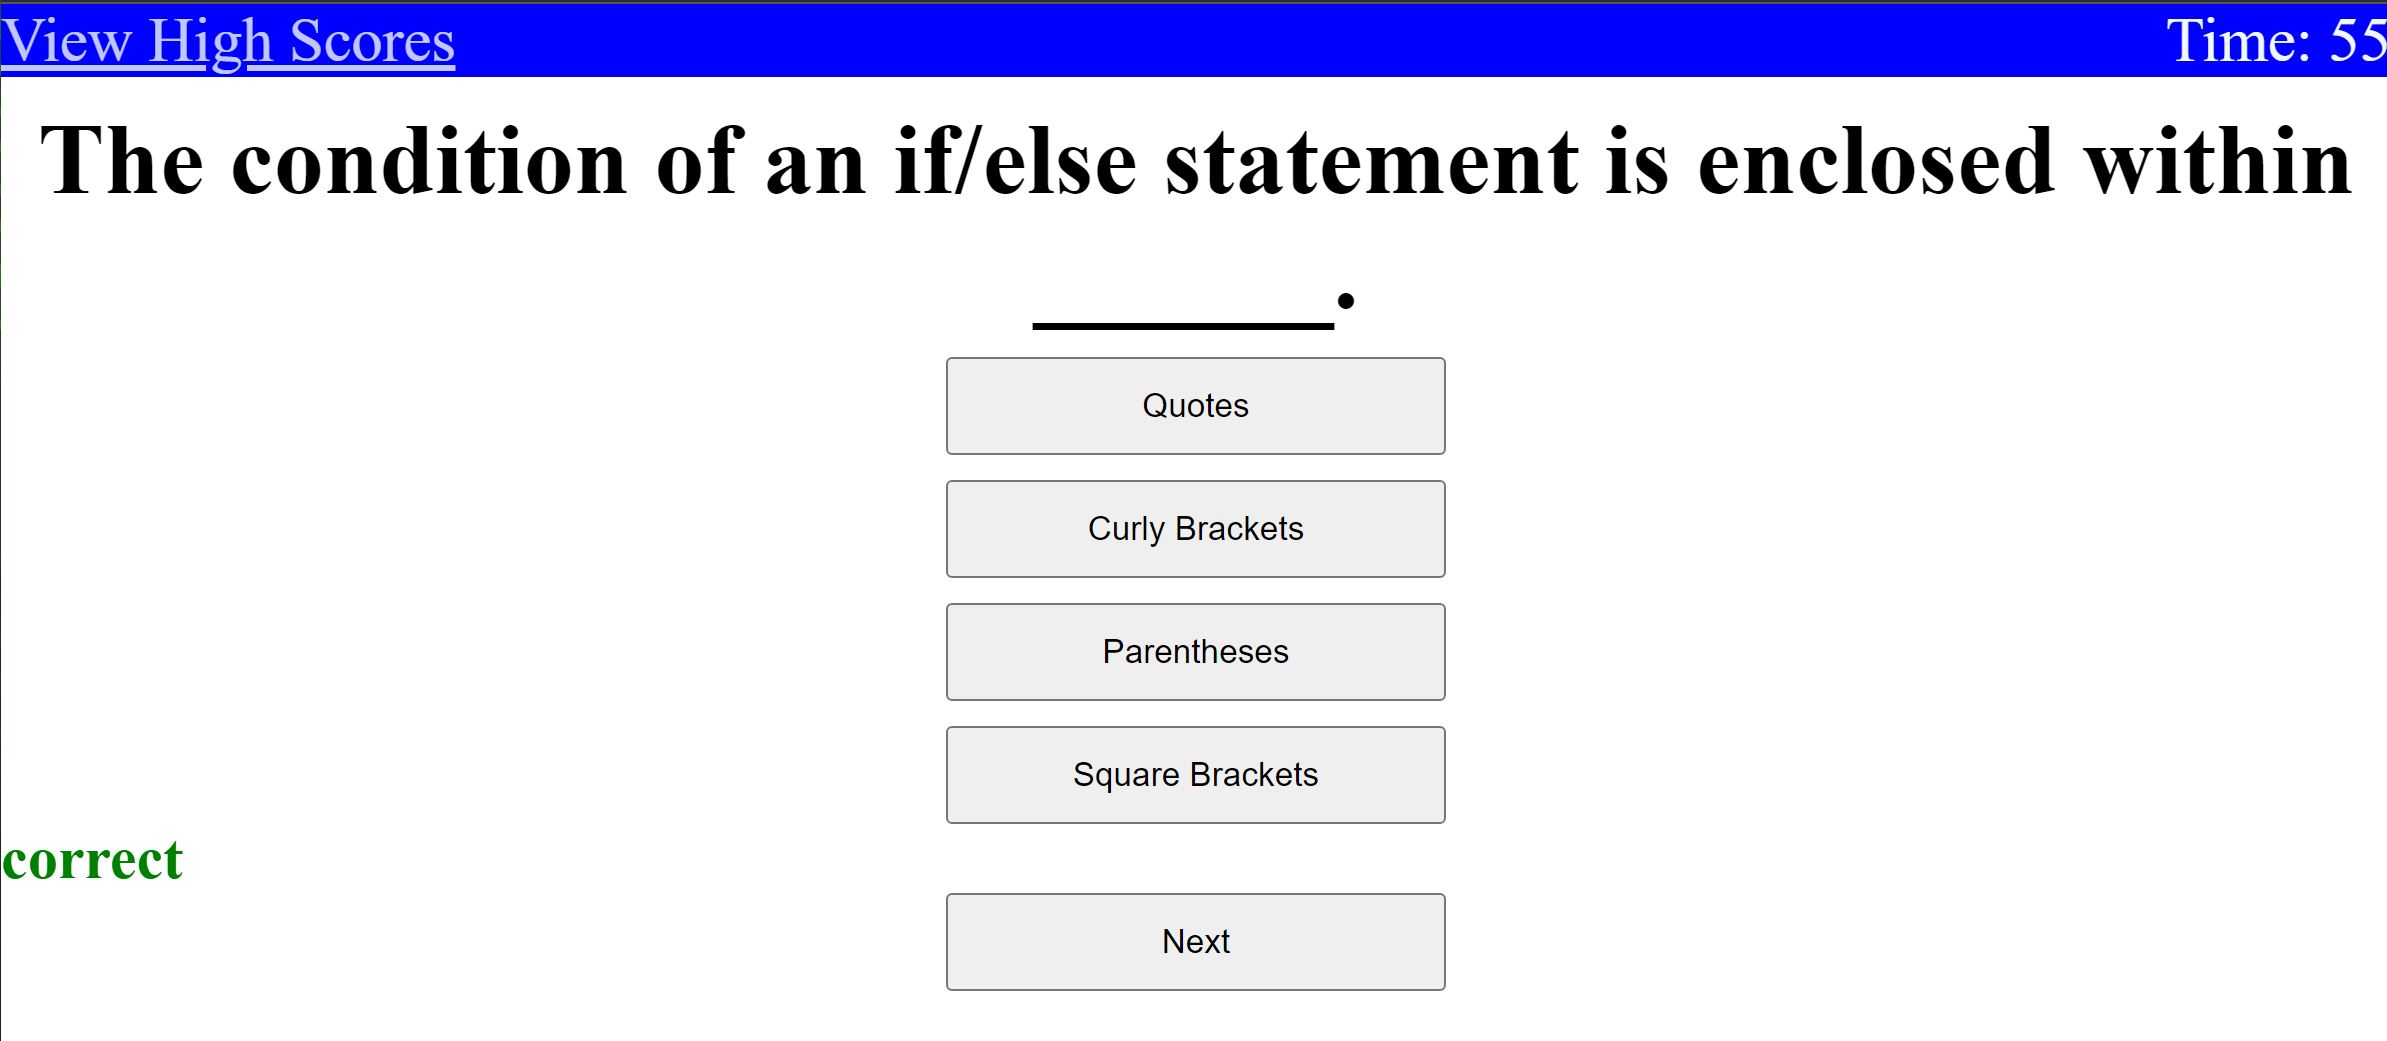 View High Scores
Time: 55
The condition of an if/else statement is enclosed within
_______.
Quotes
Curly Brackets
Parentheses
Square Brackets
correct
Next